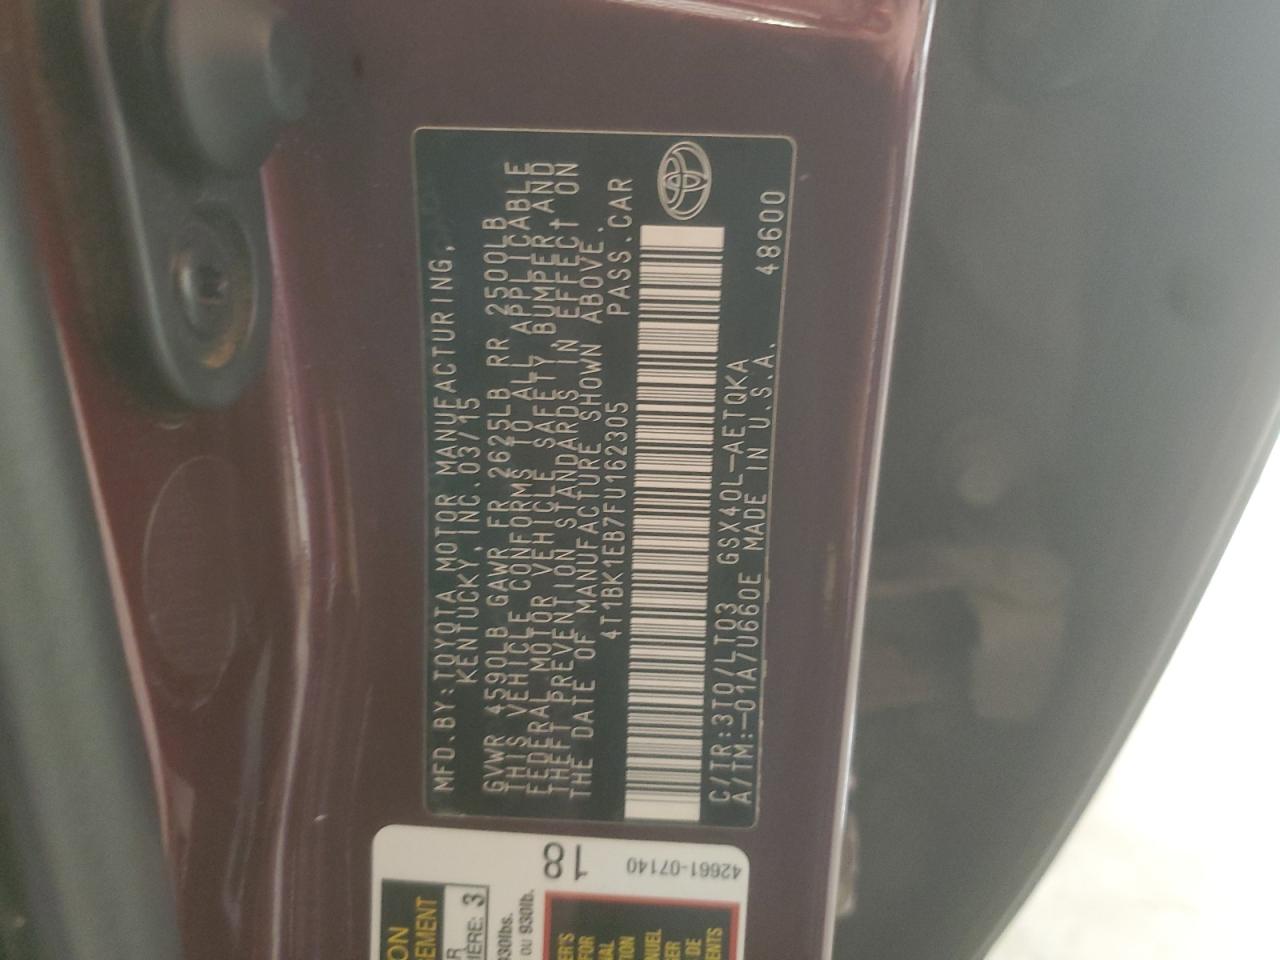 MFD.BY:TOYOTA MOTOR MANUFACTURING,
KENTUCKY,INC.03/15
GVWR 4590LB GAWR FR 2625LB RR 2500LB
THIS VEHICLE CONFORMS TO ALL APPLICABLE
FEDERAL MOTOR VEHICLE SAFETY, BUMPER AND
THEFT PREVENTION STANDARDS IN EFFECT ON
THE DATE OF MANUFACTURE SHOWN ABOVE.
4T1BK1EB7FU162305 PASS.CAR
C/TR:3T0/LT03 GSX40L-AETQKA 48600
A/TM:-01A/U660E MADE IN U.S.A.
18
42661-07140
3
930lb.